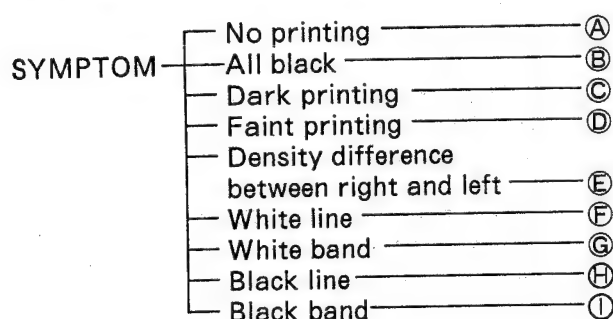 No printing Ⓐ
SYMPTOM All black Ⓑ
Dark printing Ⓒ
Faint printing Ⓓ
Density difference
between right and left Ⓔ
White line Ⓕ
White band Ⓖ
Black line Ⓗ
Black band Ⓘ